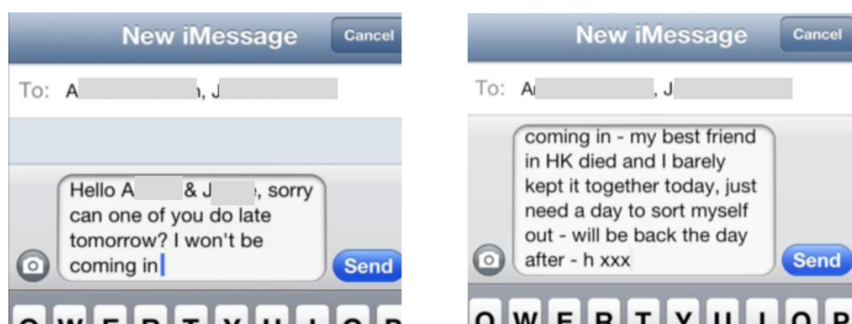 New iMessage
Cancel
To: A , J
Hello A & J , sorry
can one of you do late
tomorrow? I won't be
coming in
Send
Q W E R T Y U I O P
New iMessage
Cancel
To: A , J
coming in - my best friend
in HK died and I barely
kept it together today, just
need a day to sort myself
out - will be back the day
after - h xxx
Send
Q W E R T Y U I O P